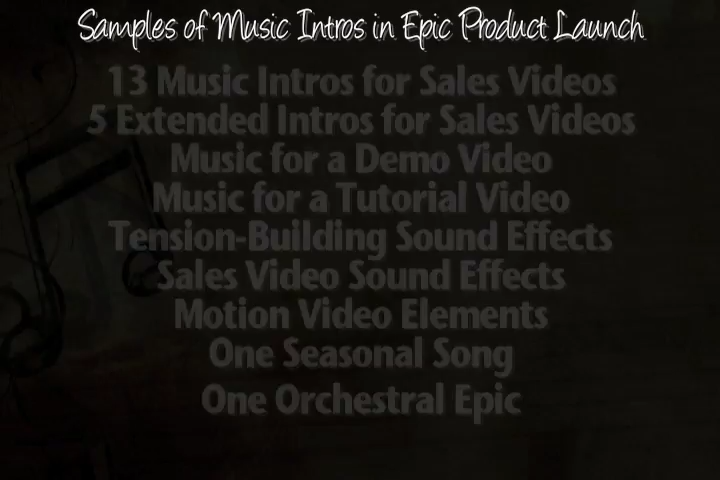 Samples of Music Intros in Epic Product Launch
13 Music Intros for Sales Videos
5 Extended Intros for Sales Videos
Music for a Demo Video
Music for a Tutorial Video
Tension-Building Sound Effects
Sales Video Sound Effects
Motion Video Elements
One Seasonal Song
One Orchestral Epic